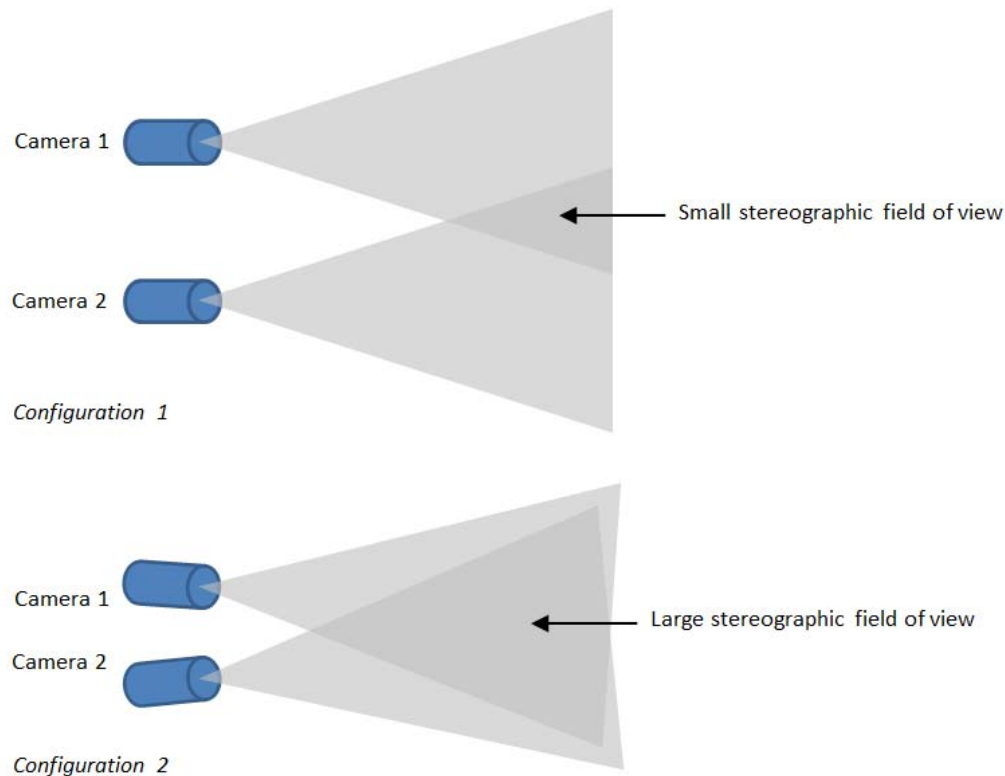 Camera 1
Small stereographic field of view
Camera 2
Configuration 1
Camera 1
Large stereographic field of view
Camera 2
Configuration 2